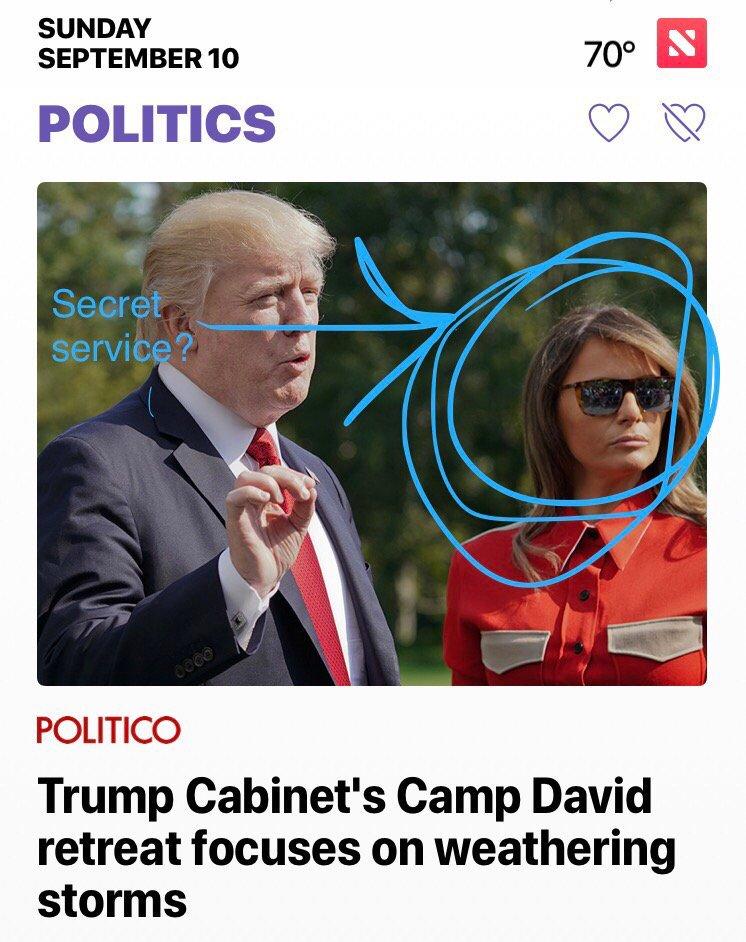 SUNDAY
SEPTEMBER 10
70°
POLITICS
Secret
service?
POLITICO
Trump Cabinet's Camp David
retreat focuses on weathering
storms